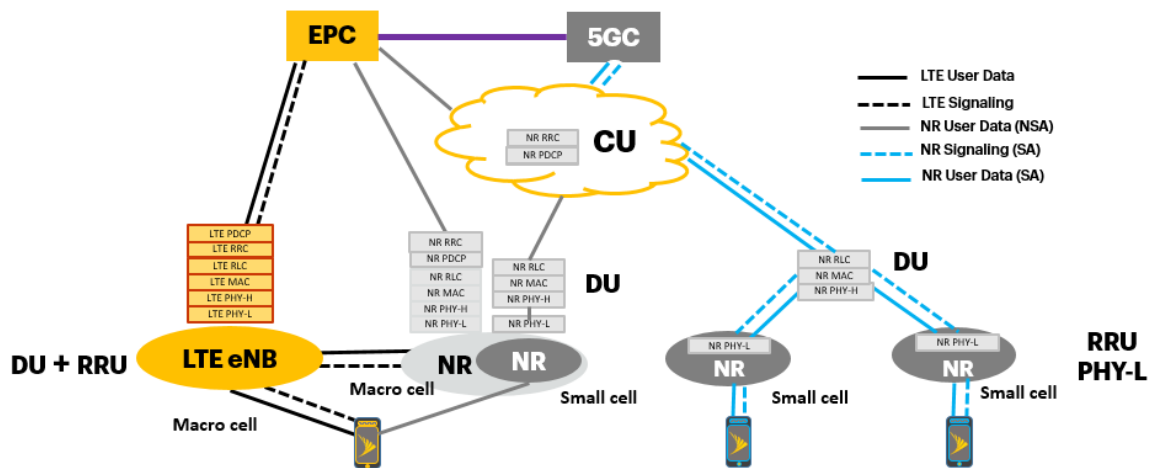 EPC
5GC
LTE User Data
LTE Signaling
NR User Data (NSA)
NR Signaling (SA)
NR User Data (SA)
NR RRC
NR PDCP
CU
LTE PDCP
LTE RRC
LTE RLC
LTE MAC
LTE PHY-H
LTE PHY-L
NR RRC
NR PDCP
NR RLC
NR MAC
NR PHY-H
NR PHY-L
NR RLC
NR MAC
NR PHY-H
NR PHY-L
DU
NR RLC
NR MAC
NR PHY-H
DU
DU + RRU
LTE eNB
NR
NR
Macro cell
Macro cell
Small cell
NR PHY-L
NR
Small cell
NR PHY-L
NR
Small cell
RRU
PHY-L